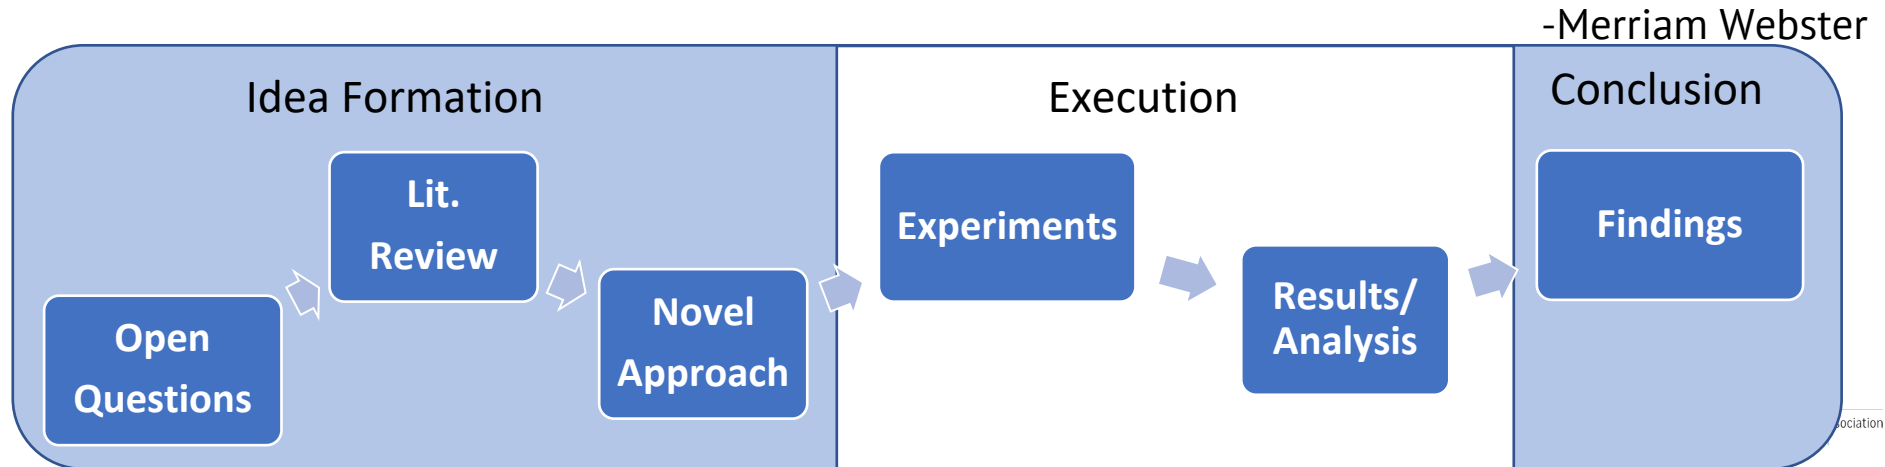 -Merriam Webster
Idea Formation
Execution
Conclusion
Open
Questions
Lit.
Review
Novel
Approach
Experiments
Results/
Analysis
Findings